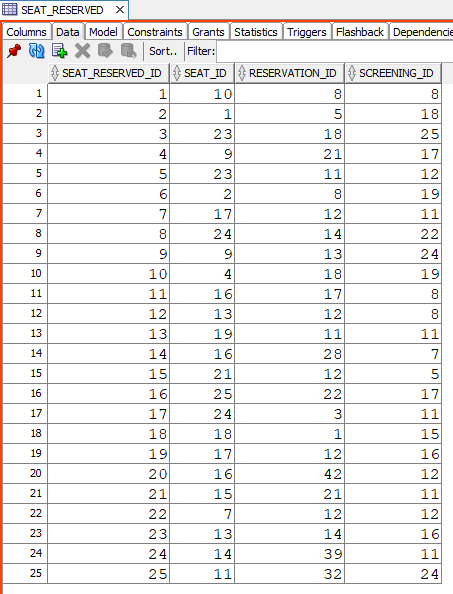 SEAT_RESERVED
Columns Data Model Constraints Grants Statistics Triggers Flashback Dependencie
Sort.. Filter:
SEAT_RESERVED_ID SEAT_ID RESERVATION_ID SCREENING_ID
1 1 10 8 8
2 2 1 5 18
3 3 23 18 25
4 4 9 21 17
5 5 23 11 12
6 6 2 8 19
7 7 17 12 11
8 8 24 14 22
9 9 9 13 24
10 10 4 18 19
11 11 16 17 8
12 12 13 12 8
13 13 19 11 11
14 14 16 28 7
15 15 21 12 5
16 16 25 22 17
17 17 24 3 11
18 18 18 1 15
19 19 17 12 16
20 20 16 42 12
21 21 15 21 11
22 22 7 12 12
23 23 13 14 16
24 24 14 39 11
25 25 11 32 24